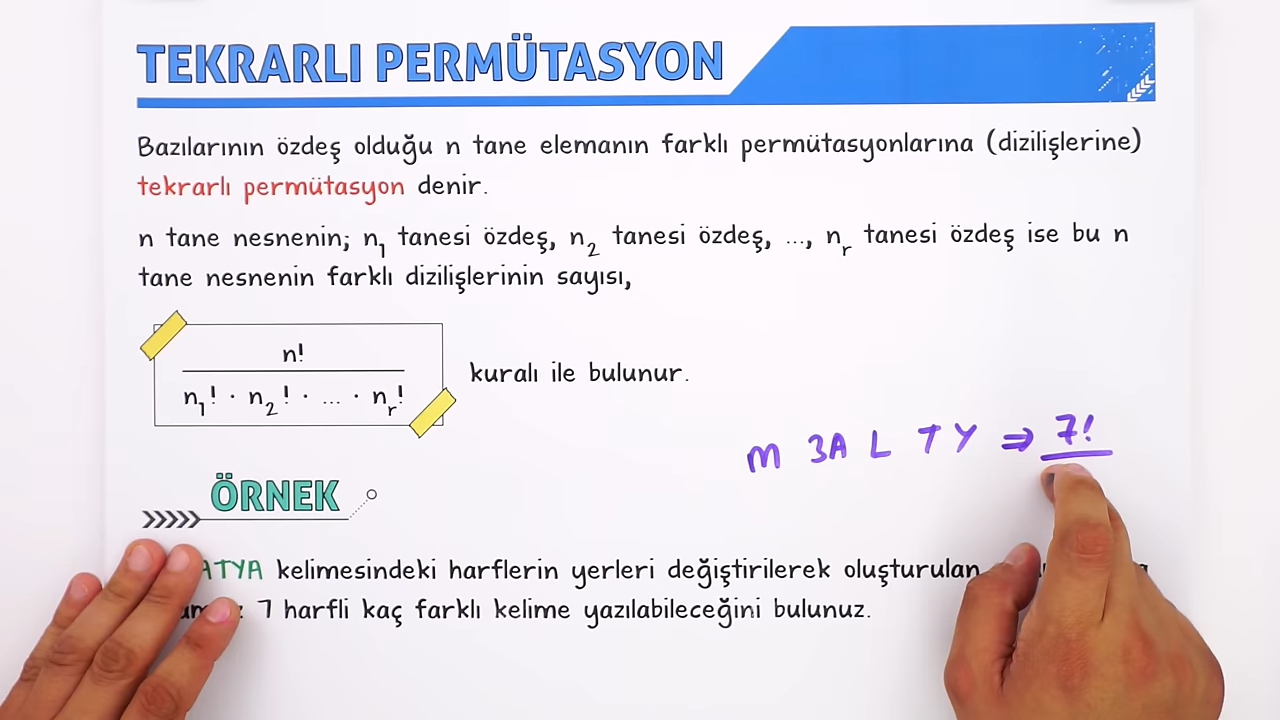 TEKRARLI PERMÜTASYON
Bazılarının özdeş olduğu n tane elemanın farklı permütasyonlarına (dizilişlerine)
tekrarlı permütasyon denir.
n tane nesnenin; n₁ tanesi özdeş, n₂ tanesi özdeş, ..., nᵣ tanesi özdeş ise bu n
tane nesnenin farklı dizilişlerinin sayısı,
n!
n₁! · n₂! · ... · nᵣ!
kuralı ile bulunur.
M 3A L T Y ⇒ 7!
ÖRNEK
ATYA kelimesindeki harflerin yerleri değiştirilerek oluşturulan
7 harfli kaç farklı kelime yazılabileceğini bulunuz.